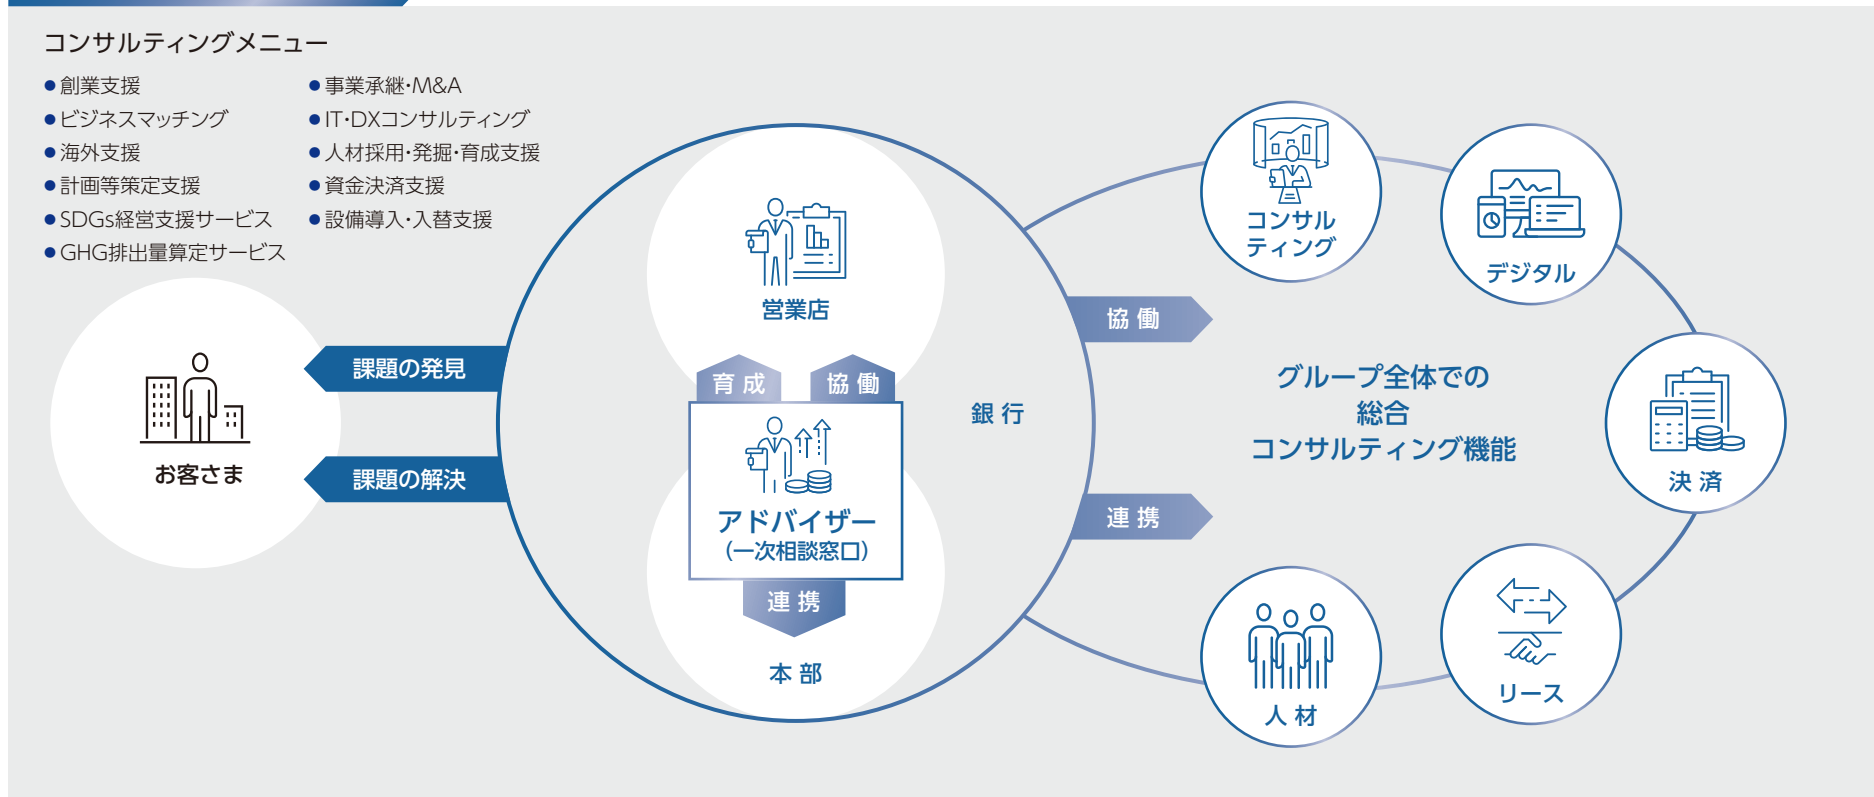 コンサルティングメニュー
●創業支援
●ビジネスマッチング
●海外支援
●計画等策定支援
●SDGs経営支援サービス
●GHG排出量算定サービス
●事業承継・M&A
●IT・DXコンサルティング
●人材採用・発掘・育成支援
●資金決済支援
●設備導入・入替支援
お客さま
課題の発見
課題の解決
営業店
育成
協働
アドバイザー
（一次相談窓口）
連携
本部
銀行
協働
連携
グループ全体での
総合
コンサルティング機能
コンサル
ティング
デジタル
決済
リース
人材